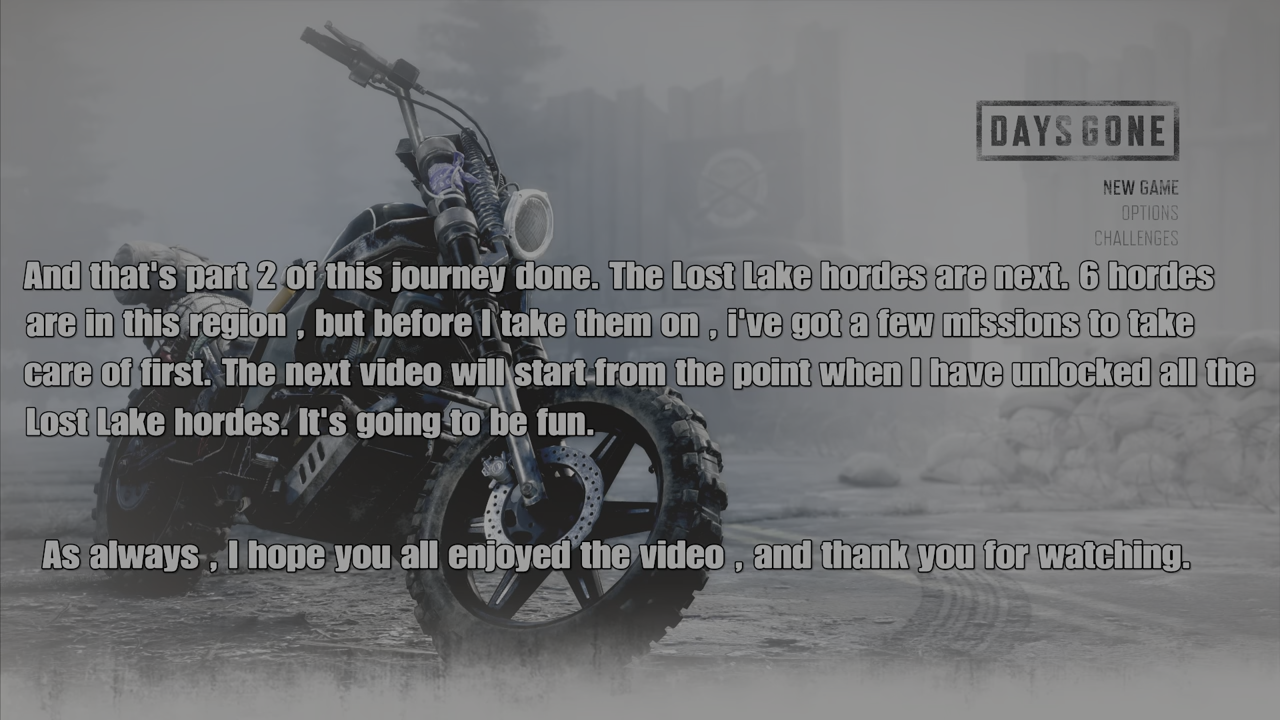 DAYS GONE
NEW GAME
OPTIONS
CHALLENGES
And that's part 2 of this journey done. The Lost Lake hordes are next. 6 hordes
are in this region , but before I take them on , i've got a few missions to take
care of first. The next video will start from the point when I have unlocked all the
Lost Lake hordes. It's going to be fun.
As always , I hope you all enjoyed the video , and thank you for watching.